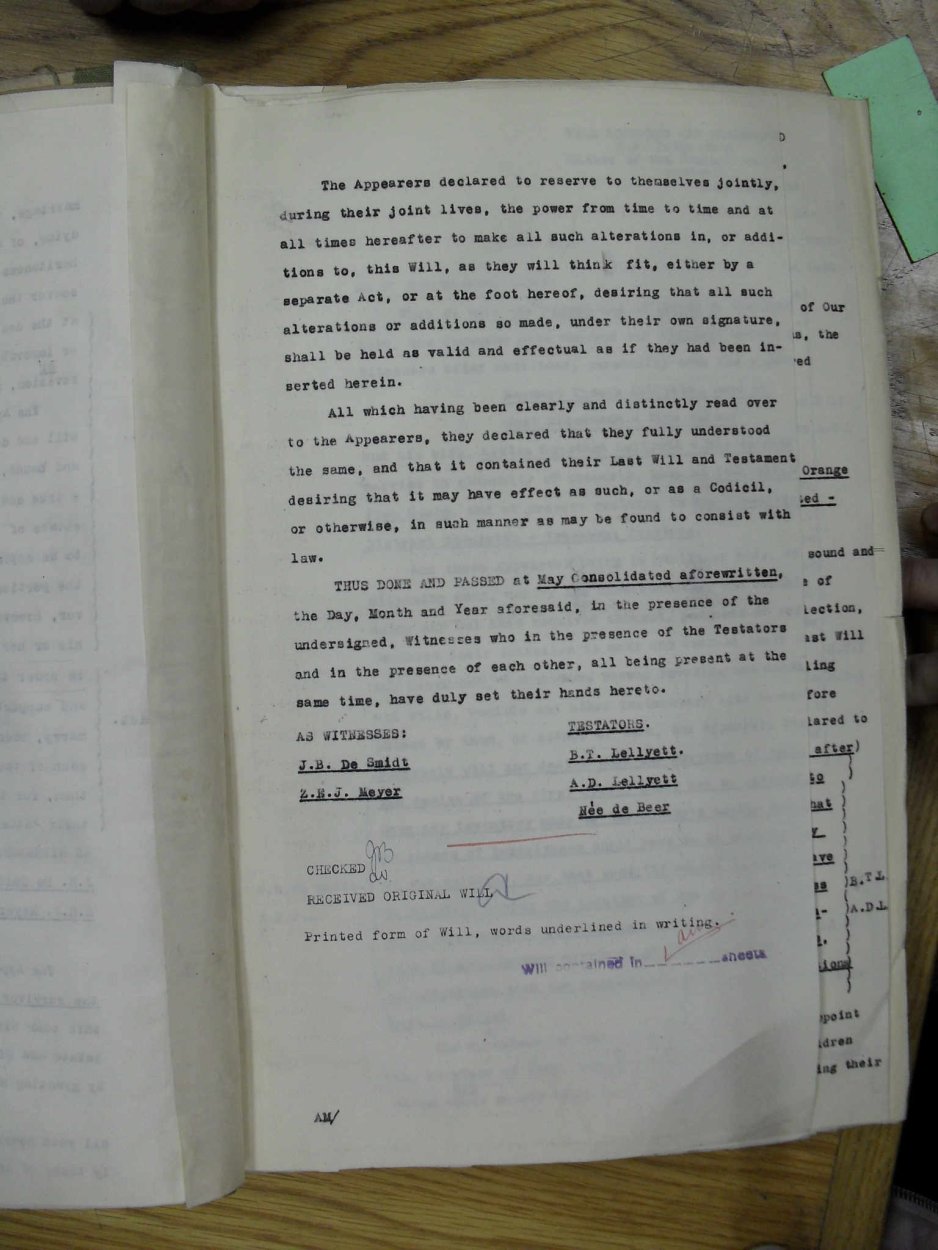 The Appearers declared to reserve to themselves jointly,
during their joint lives, the power from time to time and at
all times hereafter to make all such alterations in, or addi-
tions to, this Will, as they will think fit, either by a
separate Act, or at the foot hereof, desiring that all such
alterations or additions so made, under their own signature,
shall be held as valid and effectual as if they had been in-
serted herein.
All which having been clearly and distinctly read over
to the Appearers, they declared that they fully understood
the same, and that it contained their Last Will and Testament
desiring that it may have effect as such, or as a Codicil,
or otherwise, in such manner as may be found to consist with
law.
THUS DONE AND PASSED at May Consolidated aforewritten,
the Day, Month and Year aforesaid, in the presence of the
undersigned, Witnesses who in the presence of the Testators
and in the presence of each other, all being present at the
same time, have duly set their hands hereto.
AS WITNESSES:
J.B. De Smidt
Z.E.J. Meyer
TESTATORS.
B.T. Lellyett.
A.D. Lellyett
Née de Beer
CHECKED
RECEIVED ORIGINAL WILL
Printed form of Will, words underlined in writing.
Will contained in ______ sheets
AM/
of Our
the
Orange
sound and
of
lection,
ast Will
ling
fore
lared to
after)
to
hat
ave
B.T.L
A.D.L
ppoint
ldren
ing their